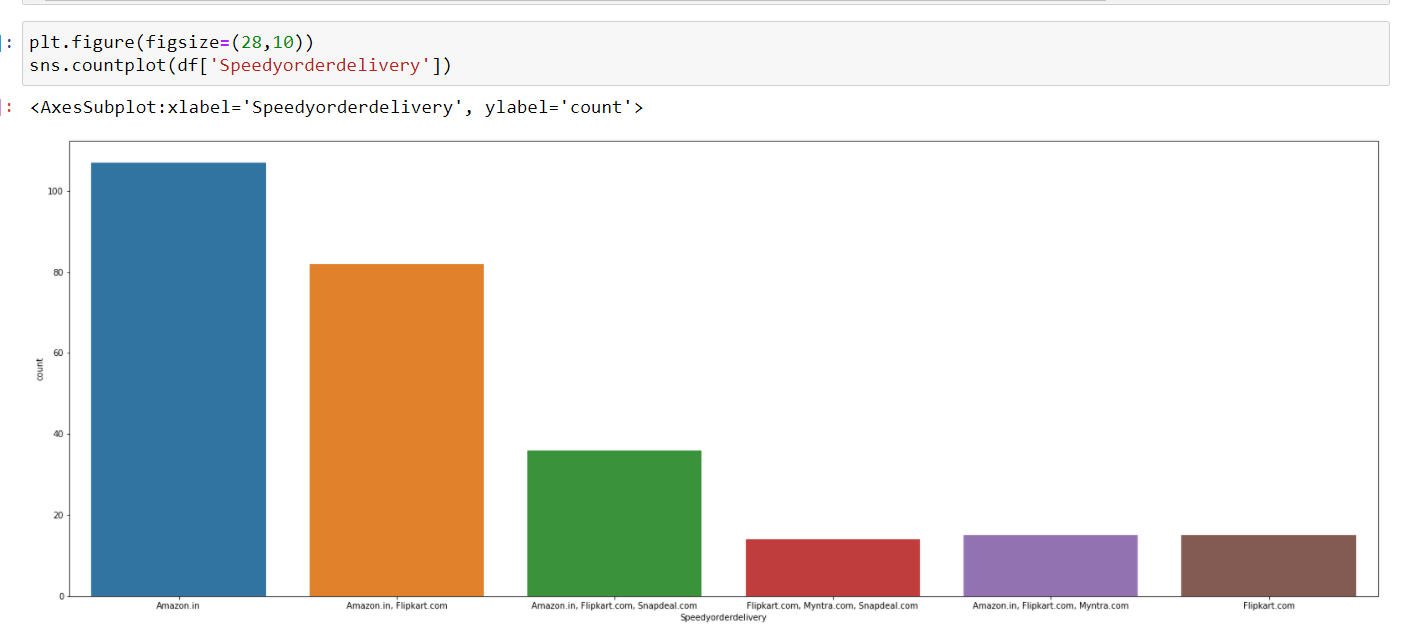 ]: plt.figure(figsize=(28,10))
sns.countplot(df['Speedyorderdelivery'])
]: <AxesSubplot:xlabel='Speedyorderdelivery', ylabel='count'>
100
80
60
40
20
0
count
Amazon.in
Amazon.in, Flipkart.com
Amazon.in, Flipkart.com, Snapdeal.com
Flipkart.com, Myntra.com, Snapdeal.com
Amazon.in, Flipkart.com, Myntra.com
Flipkart.com
Speedyorderdelivery